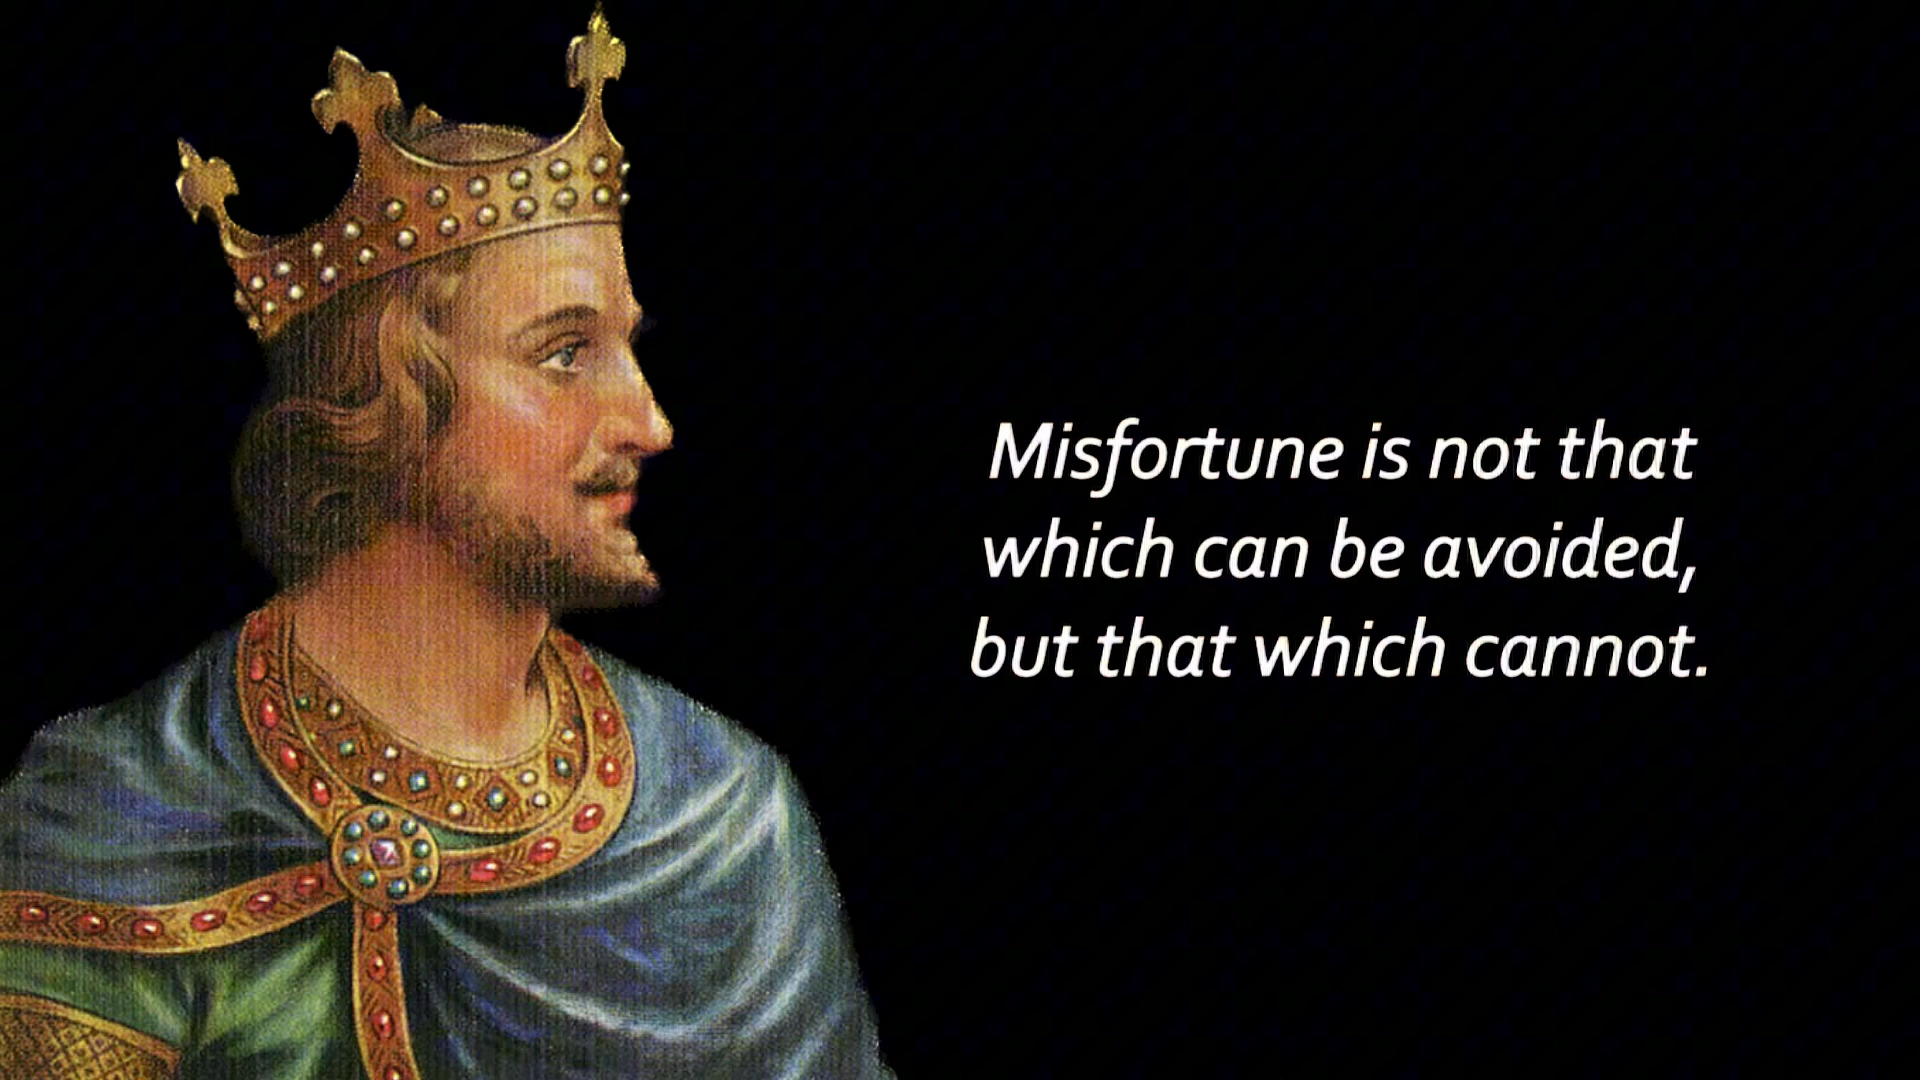 Misfortune is not that
which can be avoided,
but that which cannot.